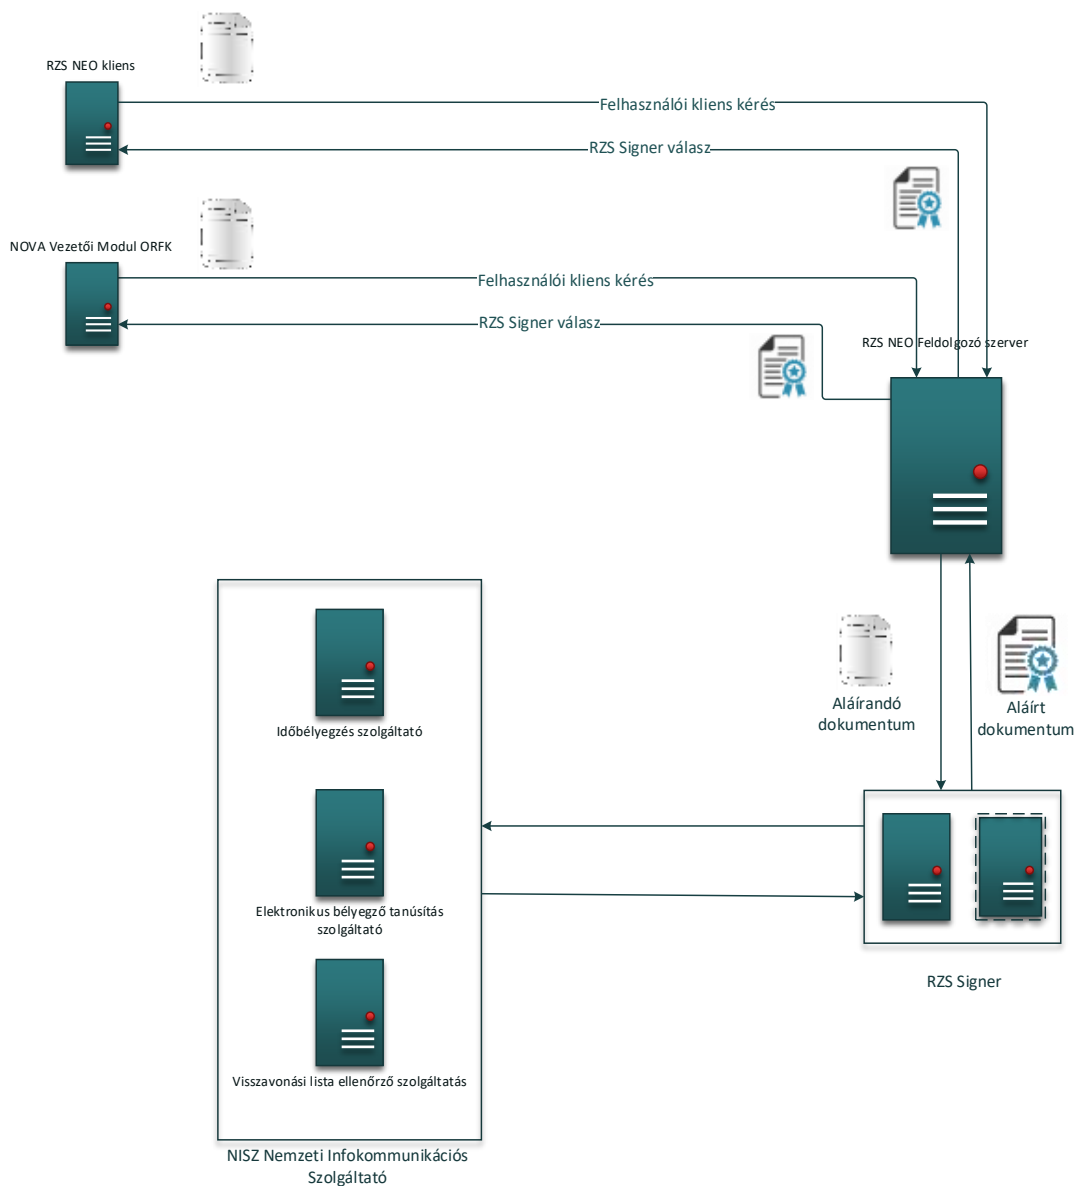 RZS NEO kliens
Felhasználói kliens kérés
RZS Signer válasz
NOVA Vezetői Modul ORFK
Felhasználói kliens kérés
RZS Signer válasz
RZS NEO Feldolgozó szerver
Aláírandó
dokumentum
Aláírt
dokumentum
Időbélyegzés szolgáltató
Elektronikus bélyegző tanúsítás
szolgáltató
RZS Signer
Visszavonási lista ellenőrző szolgáltatás
NISZ Nemzeti Infokommunikációs
Szolgáltató